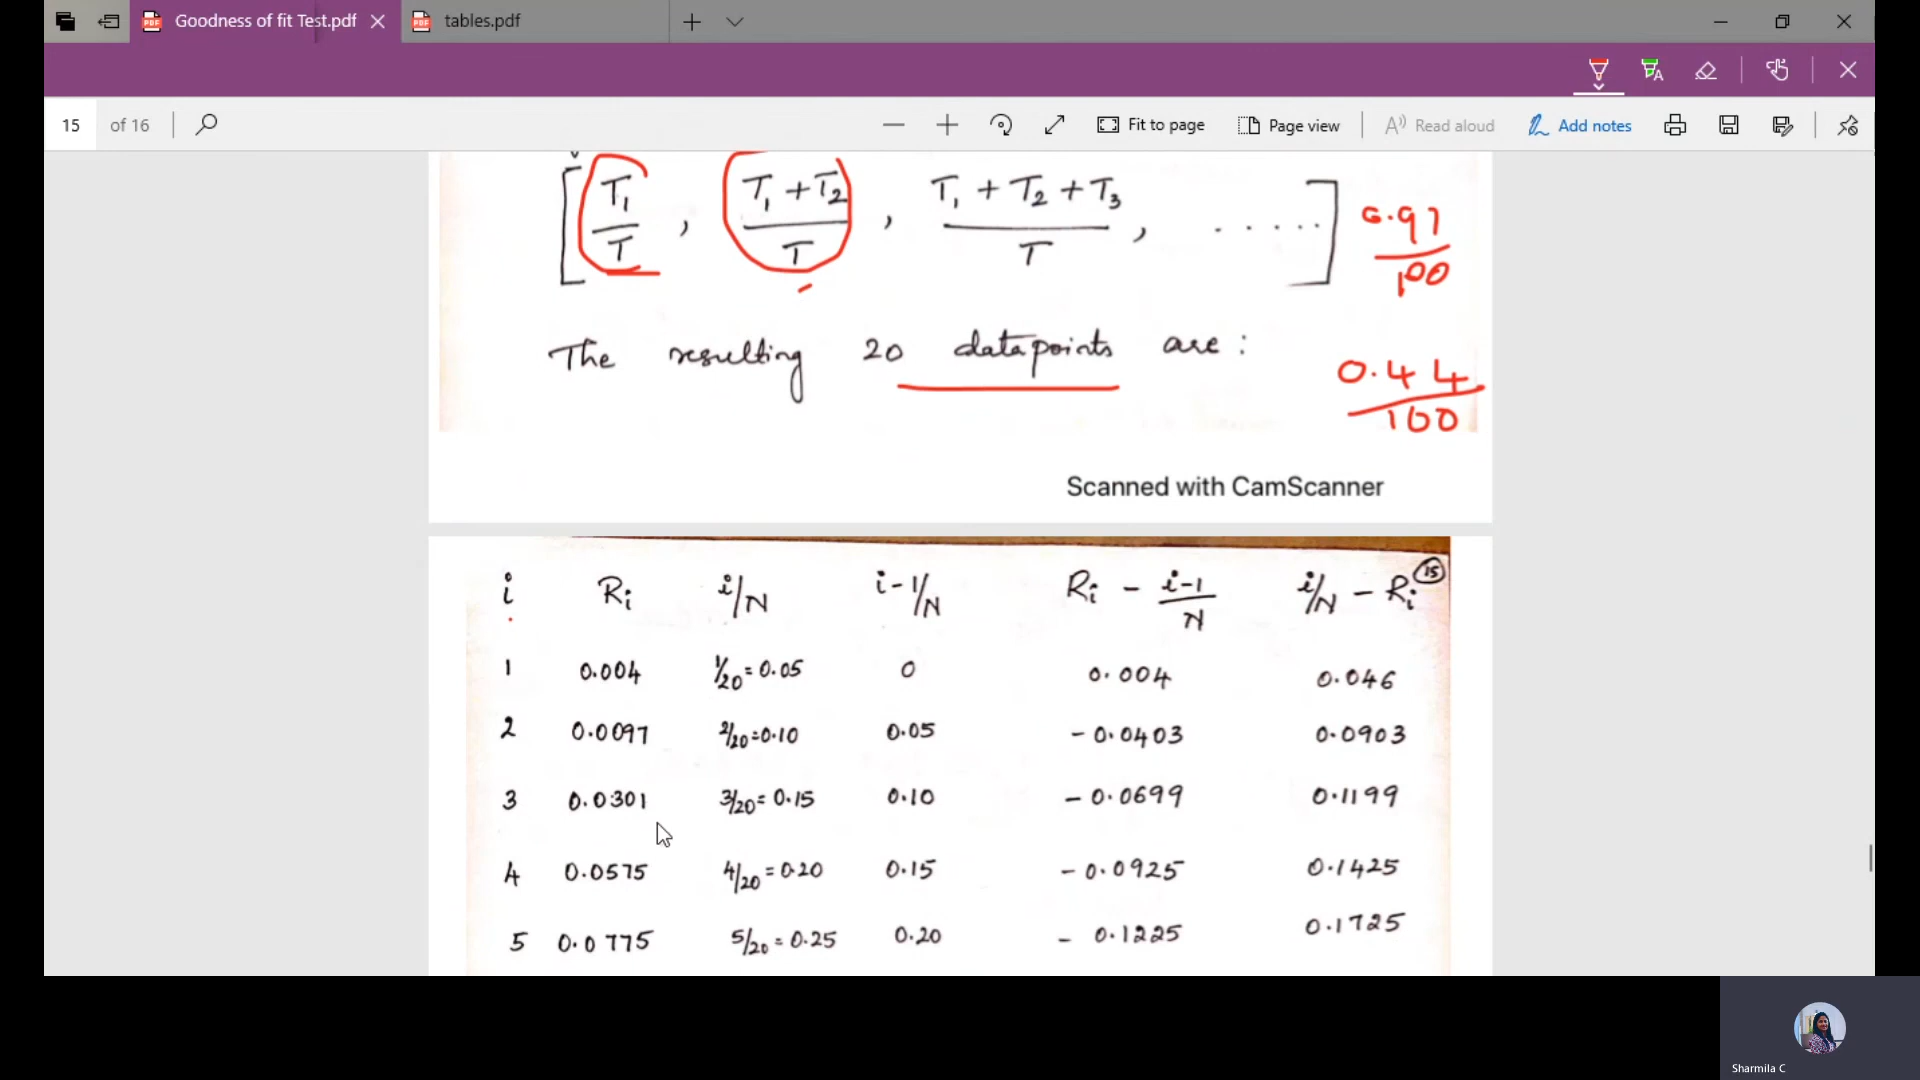 Goodness of fit Test.pdf tables.pdf
15 of 16 Fit to page Page view Read aloud Add notes
[ T₁/T , T₁+T₂/T , T₁+T₂+T₃/T , ..... ] 0.97/100
The resulting 20 datapoints are :
0.44/100
Scanned with CamScanner
15
i Ri i/N i-1/N Ri - i-1/N i/N - Ri
1 0.004 1/20=0.05 0 0.004 0.046
2 0.0097 2/20=0.10 0.05 -0.0403 0.0903
3 0.0301 3/20=0.15 0.10 -0.0699 0.1199
4 0.0575 4/20=0.20 0.15 -0.0925 0.1425
5 0.0775 5/20=0.25 0.20 - 0.1225 0.1725
Sharmila C